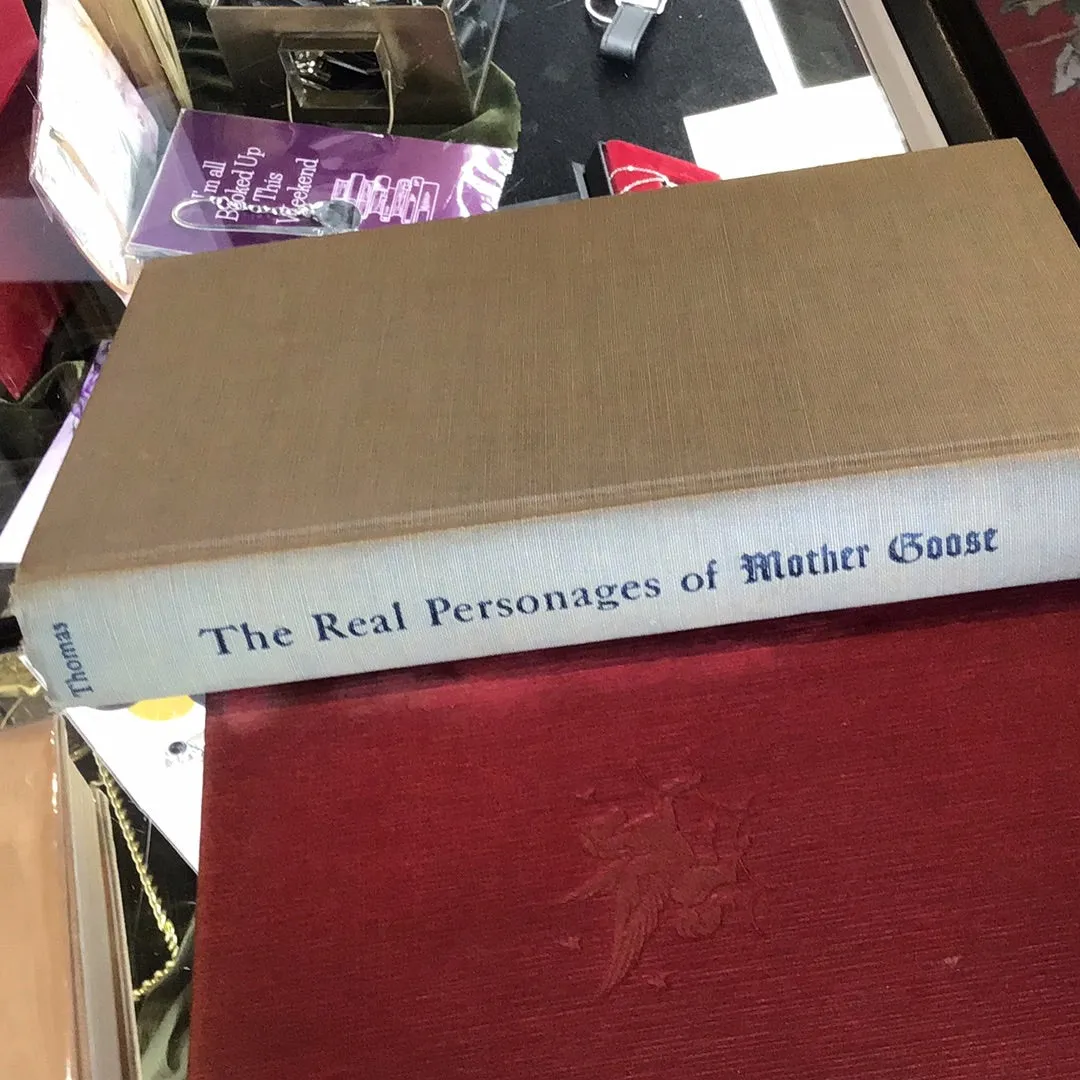 I'm all
Booked Up
This
Weekend
The Real Personages of Mother Goose
Thomas